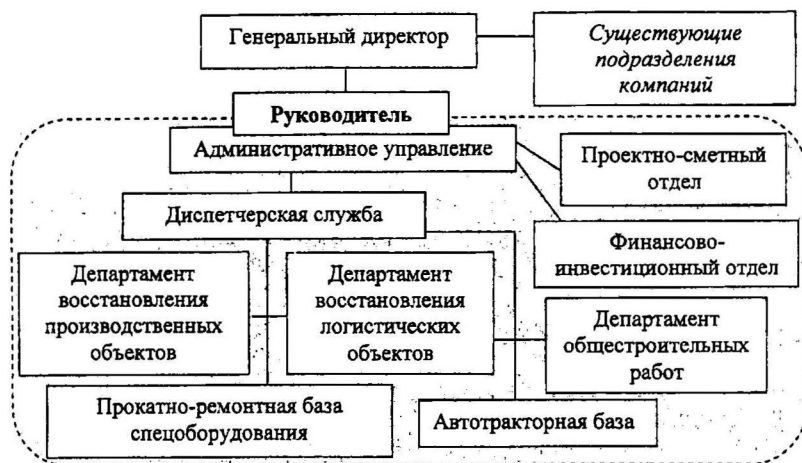 Генеральный директор
Существующие
подразделения
компаний
Руководитель
Административное управление
Проектно-сметный
отдел
Диспетчерская служба
Финансово-
инвестиционный отдел
Департамент
восстановления
производственных
объектов
Департамент
восстановления
логистических
объектов
Департамент
общестроительных
работ
Прокатно-ремонтная база
спецоборудования
Автотракторная база